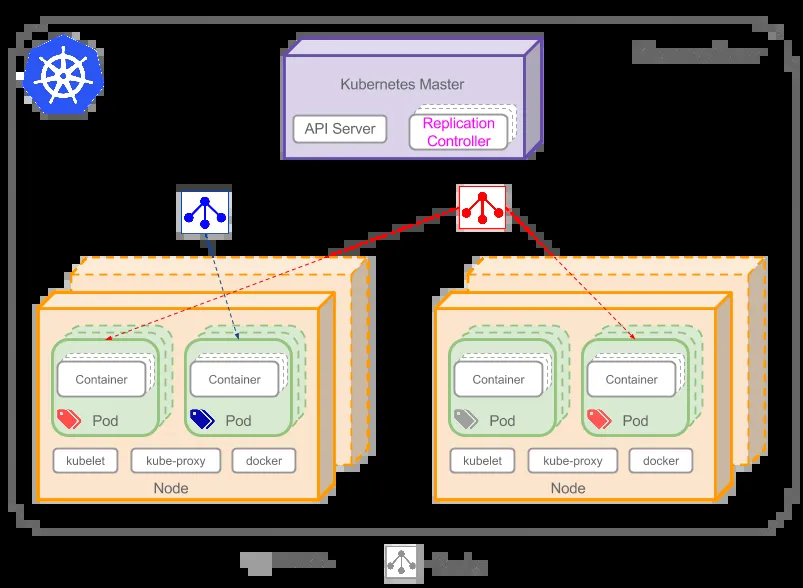 Kubernetes Master
API Server
Replication
Controller
Container
Container
Container
Container
Pod
Pod
Pod
Pod
kubelet
kube-proxy
docker
kubelet
kube-proxy
docker
Node
Node